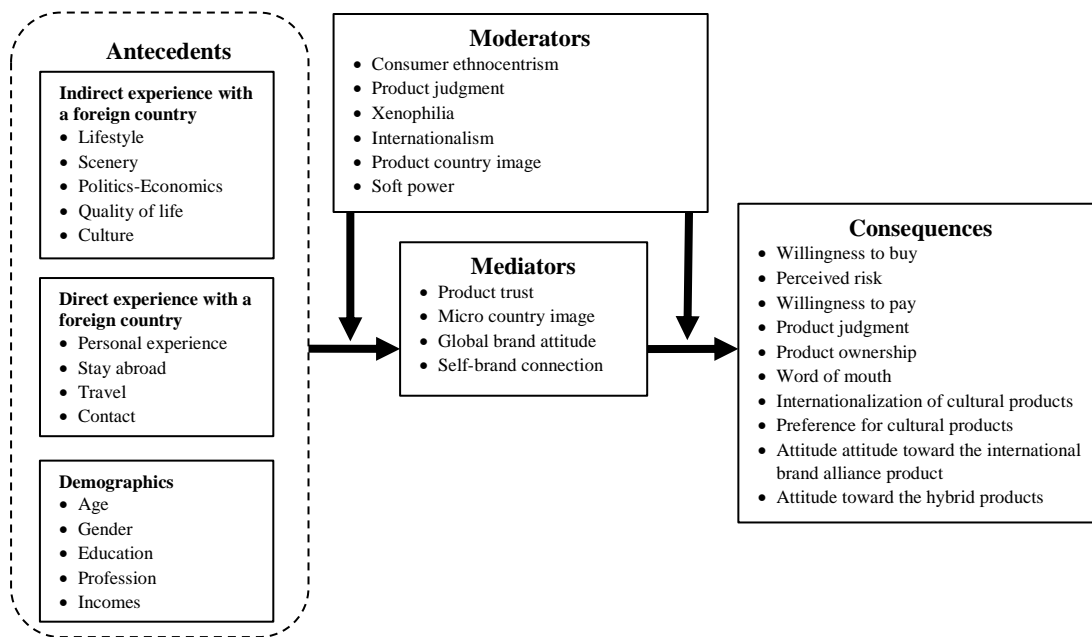 Antecedents
Indirect experience with
a foreign country
• Lifestyle
• Scenery
• Politics-Economics
• Quality of life
• Culture
Direct experience with a
foreign country
• Personal experience
• Stay abroad
• Travel
• Contact
Demographics
• Age
• Gender
• Education
• Profession
• Incomes
Moderators
• Consumer ethnocentrism
• Product judgment
• Xenophilia
• Internationalism
• Product country image
• Soft power
Mediators
• Product trust
• Micro country image
• Global brand attitude
• Self-brand connection
Consequences
• Willingness to buy
• Perceived risk
• Willingness to pay
• Product judgment
• Product ownership
• Word of mouth
• Internationalization of cultural products
• Preference for cultural products
• Attitude attitude toward the international
brand alliance product
• Attitude toward the hybrid products